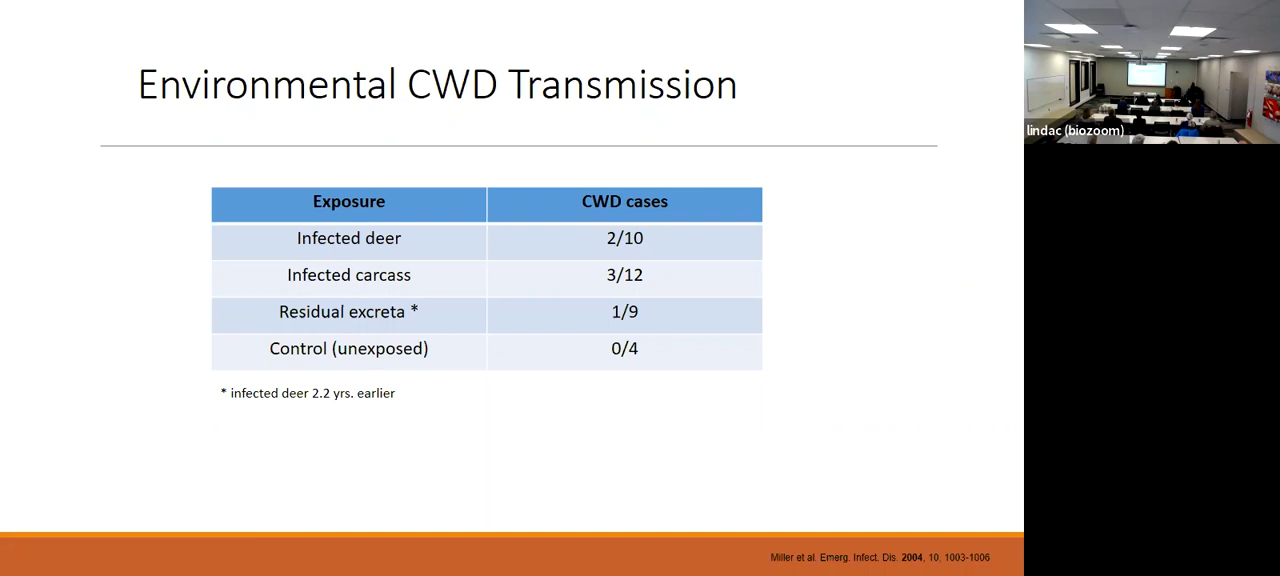 Environmental CWD Transmission
Exposure CWD cases
Infected deer 2/10
Infected carcass 3/12
Residual excreta * 1/9
Control (unexposed) 0/4
* infected deer 2.2 yrs. earlier
Miller et al. Emerg. Infect. Dis. 2004, 10, 1003-1006
lindac (biozoom)